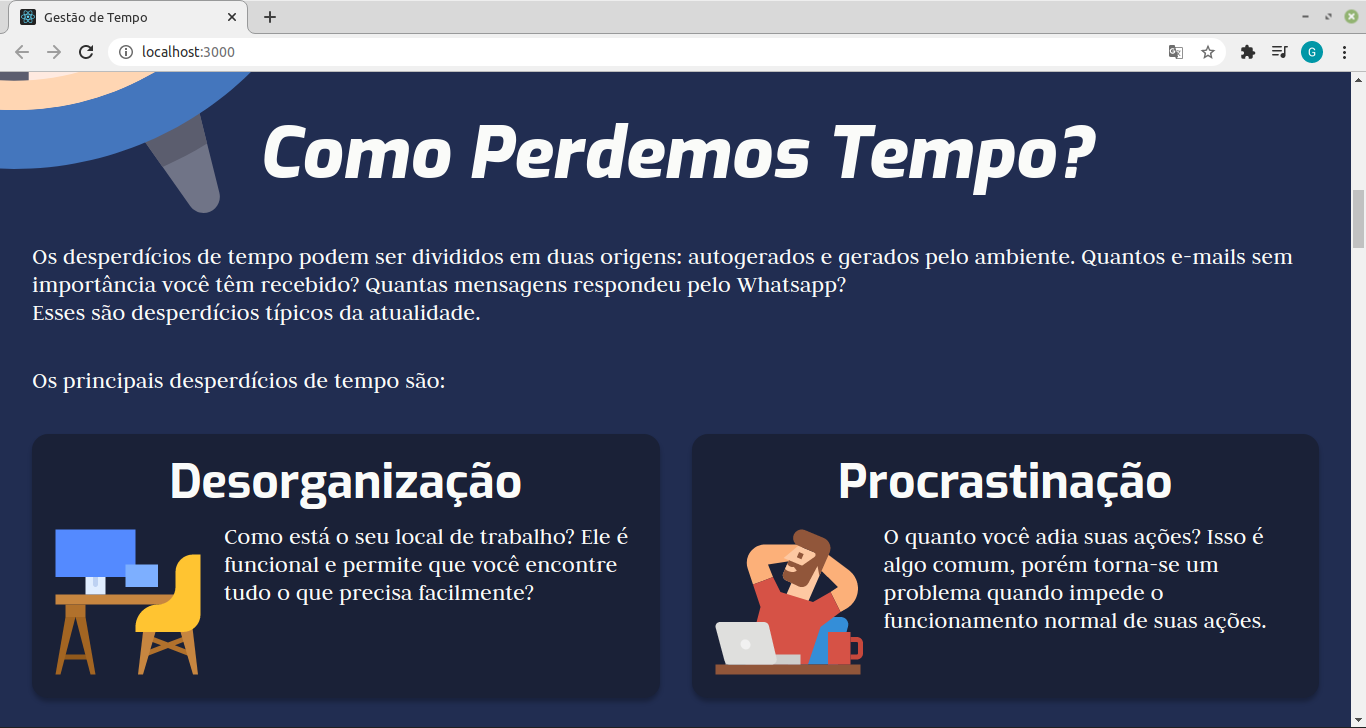 Gestão de Tempo
localhost:3000
G
Como Perdemos Tempo?
Os desperdícios de tempo podem ser divididos em duas origens: autogerados e gerados pelo ambiente. Quantos e-mails sem
importância você têm recebido? Quantas mensagens respondeu pelo Whatsapp?
Esses são desperdícios típicos da atualidade.
Os principais desperdícios de tempo são:
Desorganização
Como está o seu local de trabalho? Ele é
funcional e permite que você encontre
tudo o que precisa facilmente?
Procrastinação
O quanto você adia suas ações? Isso é
algo comum, porém torna-se um
problema quando impede o
funcionamento normal de suas ações.